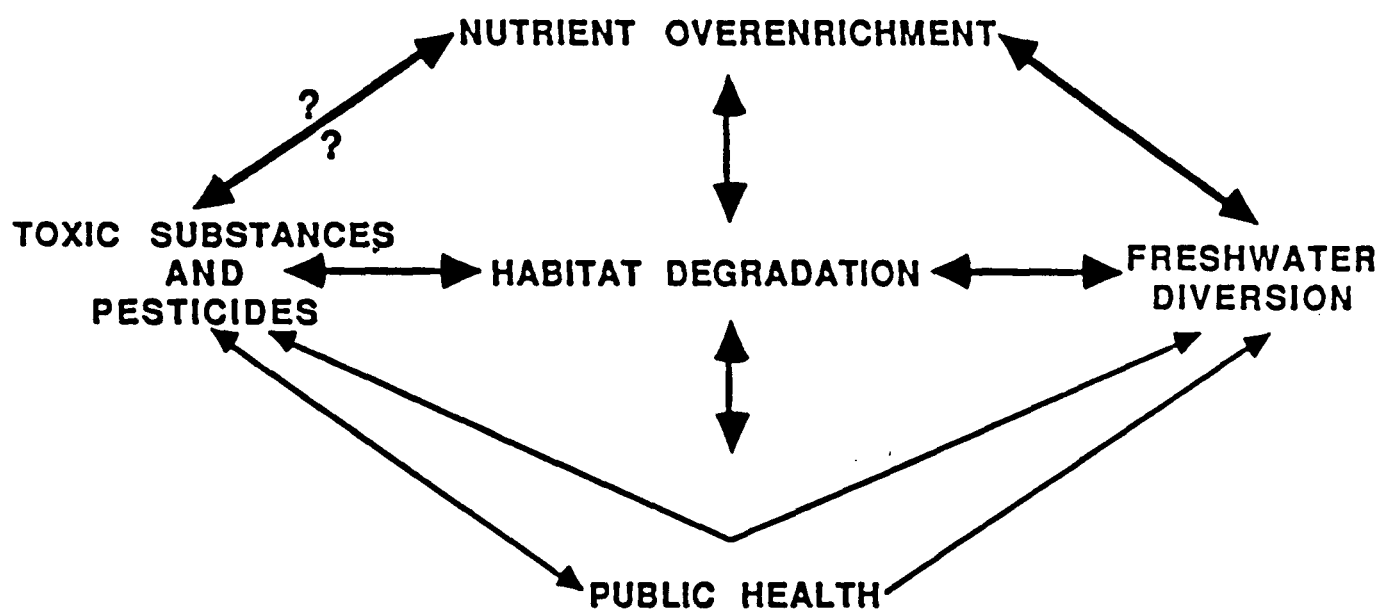 NUTRIENT OVERENRICHMENT
?
?
TOXIC SUBSTANCES
AND
PESTICIDES
HABITAT DEGRADATION
FRESHWATER
DIVERSION
PUBLIC HEALTH